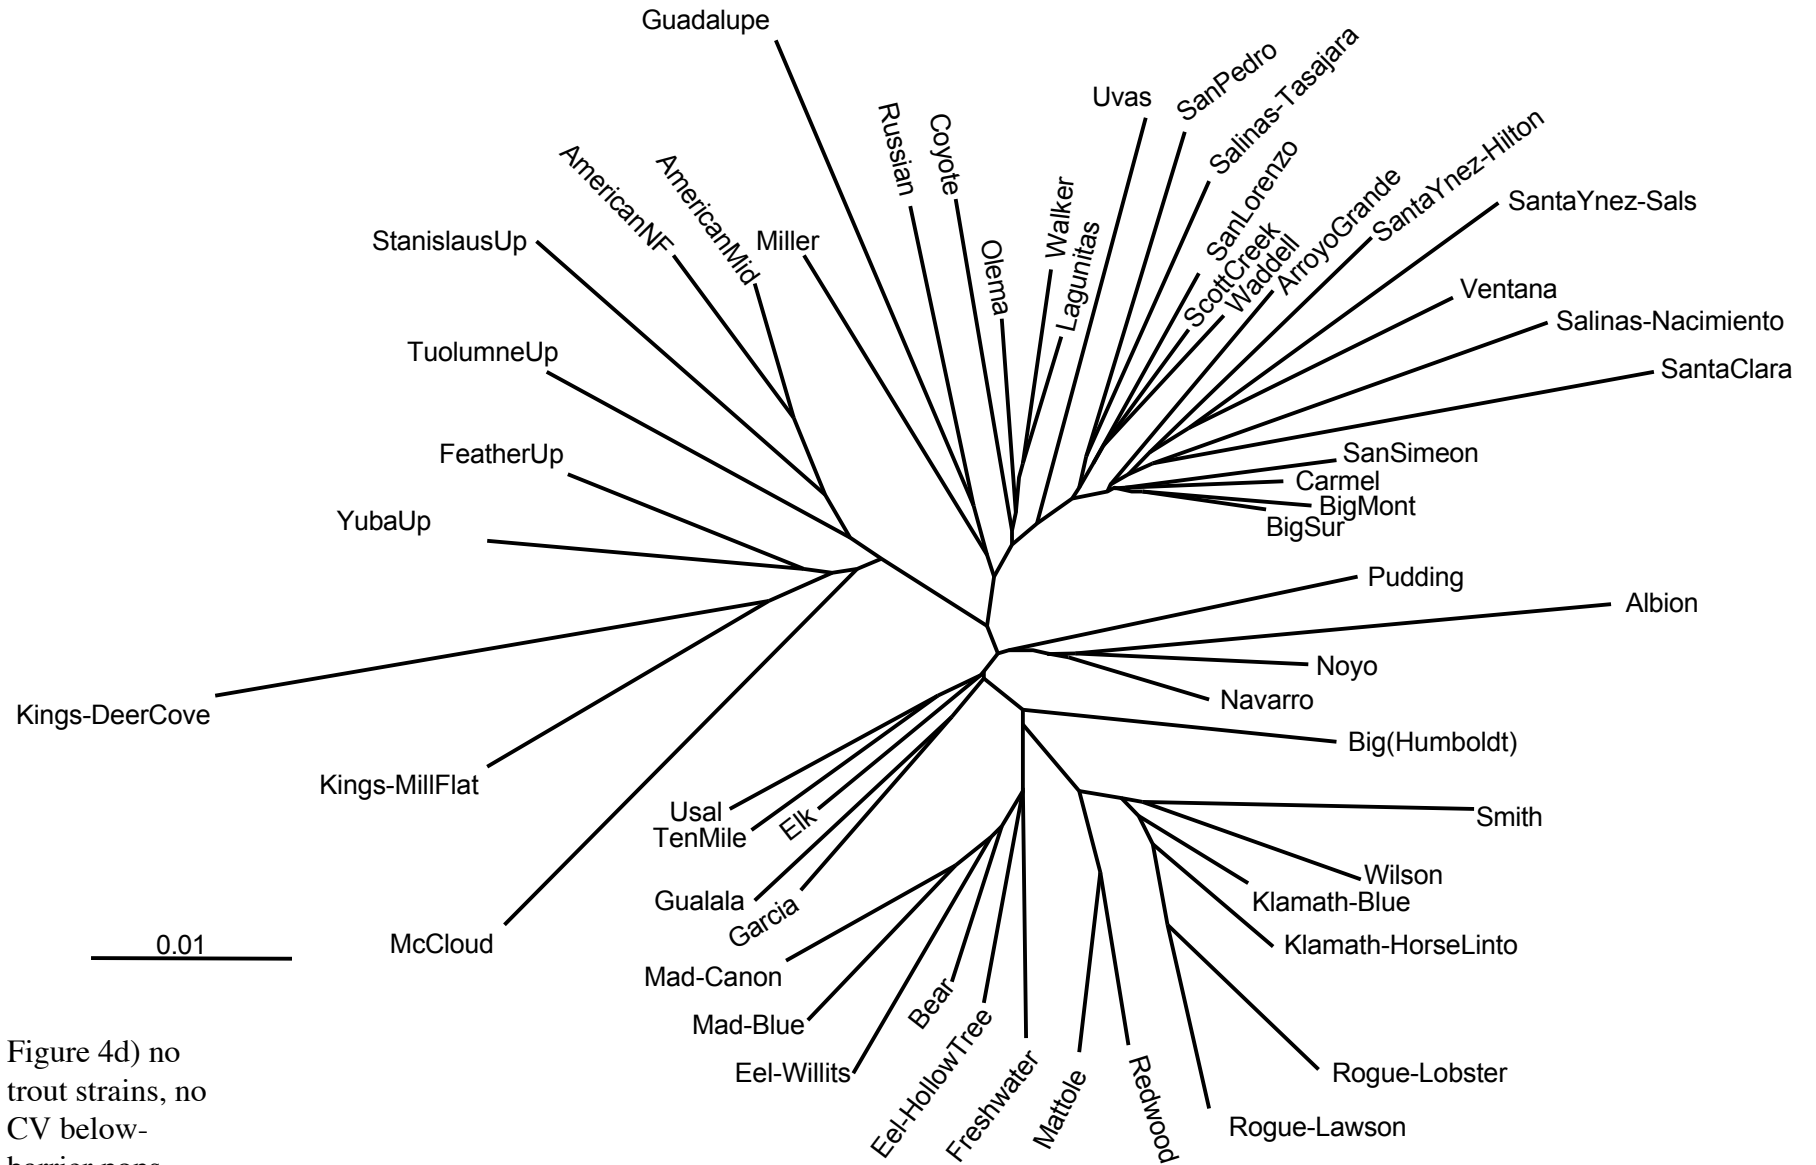 Guadalupe
Russian
Coyote
Olema
Walker
Lagunitas
Uvas
SanPedro
Salinas-Tasajara
SanLorenzo
ScottCreek
Waddell
ArroyoGrande
SantaYnez-Hilton
SantaYnez-Sals
Ventana
Salinas-Nacimiento
SantaClara
SanSimeon
Carmel
BigMont
BigSur
AmericanNF
AmericanMid
Miller
StanislausUp
TuolumneUp
FeatherUp
YubaUp
Kings-DeerCove
Kings-MillFlat
McCloud
Pudding
Albion
Noyo
Navarro
Big(Humboldt)
Smith
Wilson
Klamath-Blue
Klamath-HorseLinto
Rogue-Lobster
Rogue-Lawson
Redwood
Mattole
Freshwater
Eel-HollowTree
Bear
Eel-Willits
Mad-Blue
Mad-Canon
Garcia
Gualala
Elk
TenMile
Usal
0.01
Figure 4d) no
trout strains, no
CV below-
barrier pops